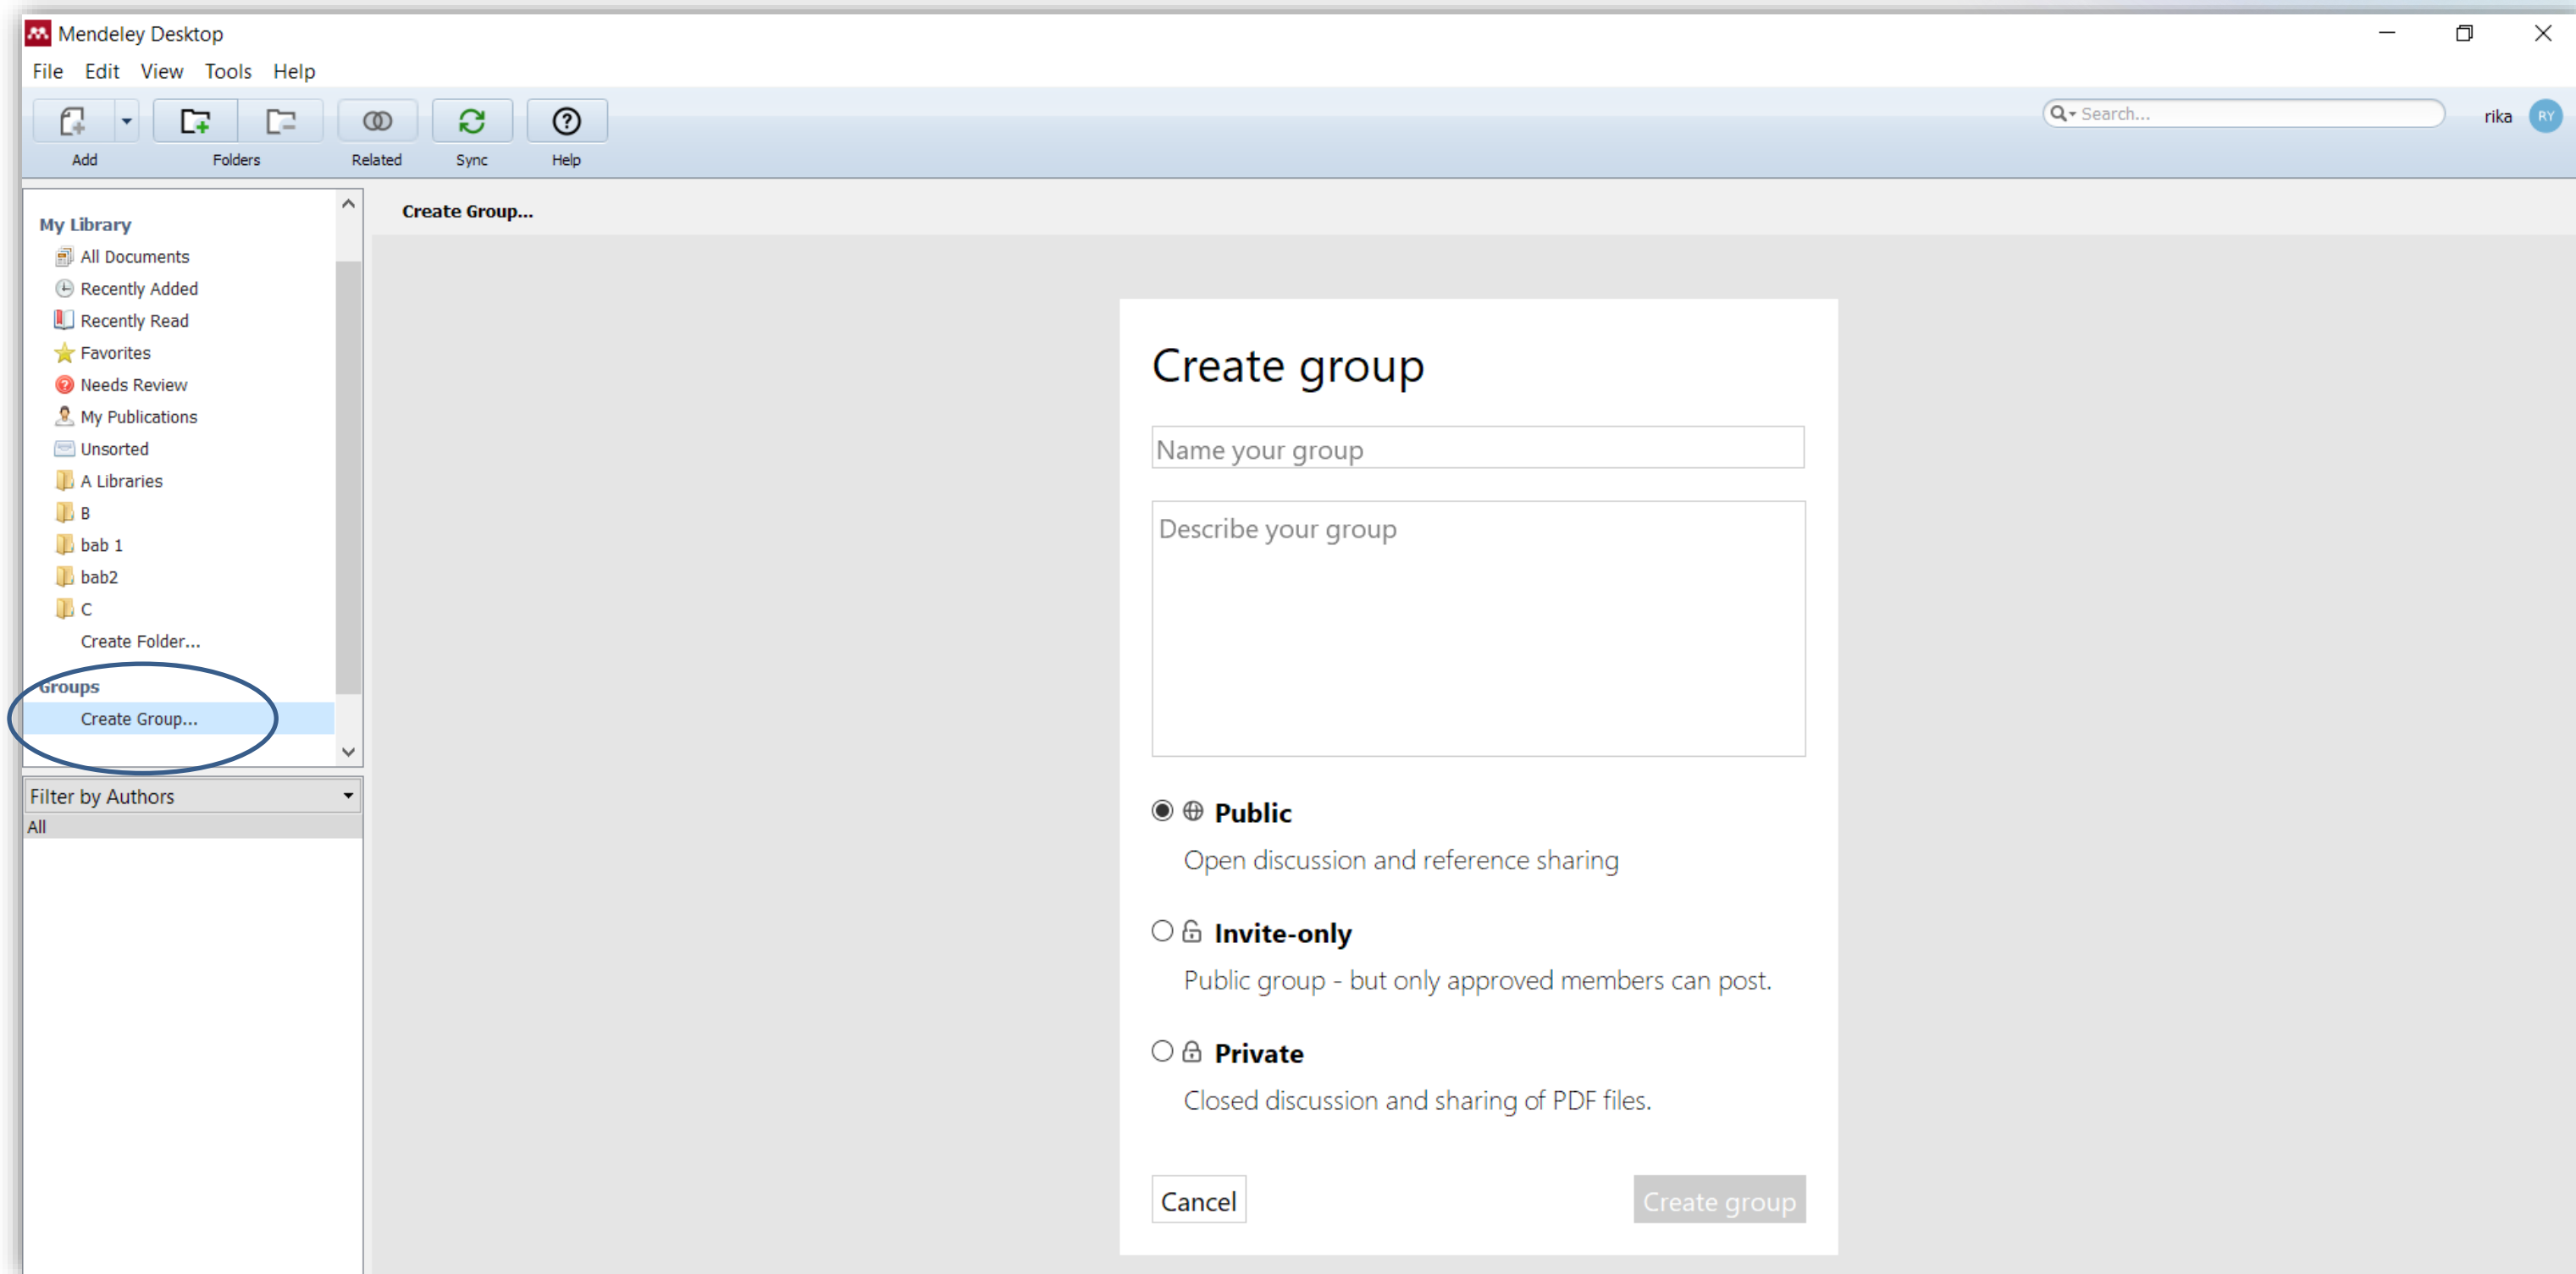 Mendeley Desktop
File Edit View Tools Help
Add Folders Related Sync Help
Search...
rika RY
My Library
All Documents
Recently Added
Recently Read
Favorites
Needs Review
My Publications
Unsorted
A Libraries
B
bab 1
bab2
C
Create Folder...
Groups
Create Group...
Filter by Authors
All
Create Group...
Create group
Name your group
Describe your group
Public
Open discussion and reference sharing
Invite-only
Public group - but only approved members can post.
Private
Closed discussion and sharing of PDF files.
Cancel Create group